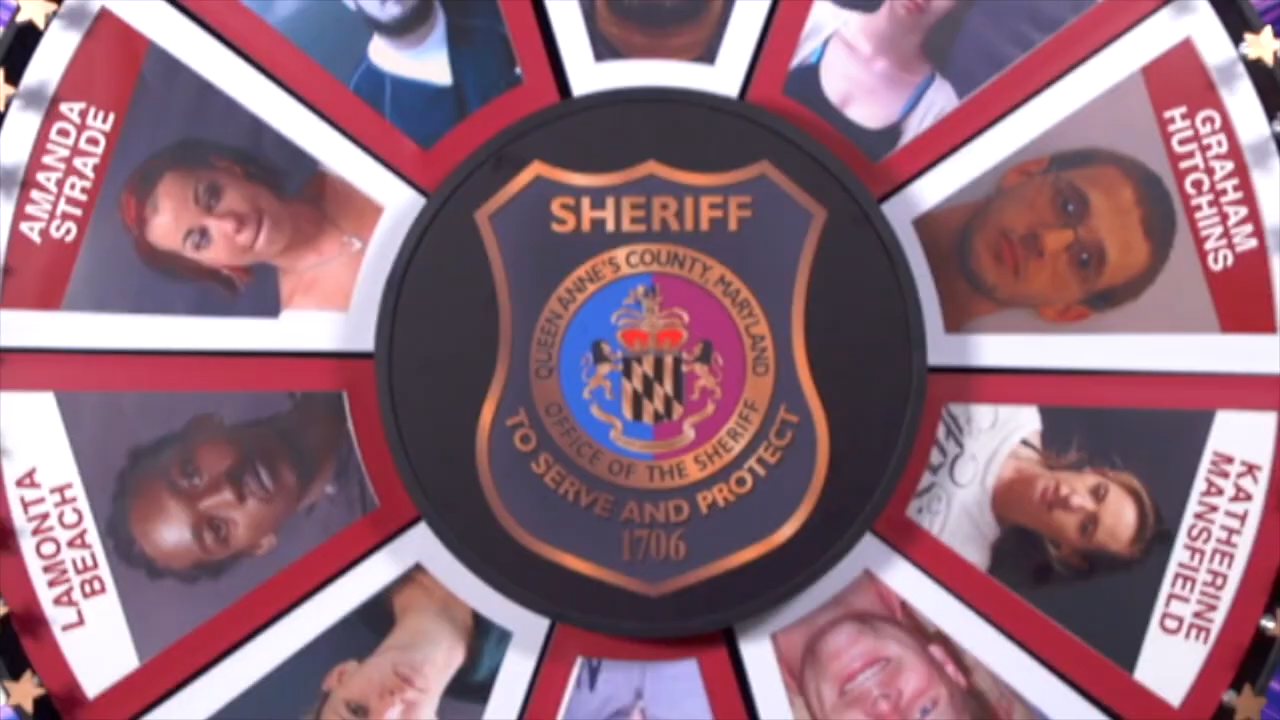 AMANDA
STRADE
GRAHAM
HUTCHINS
SHERIFF
QUEEN ANNE'S COUNTY, MARYLAND
OFFICE OF THE SHERIFF
TO SERVE AND PROTECT
1706
LAMONTA
BEACH
KATHERINE
MANSFIELD